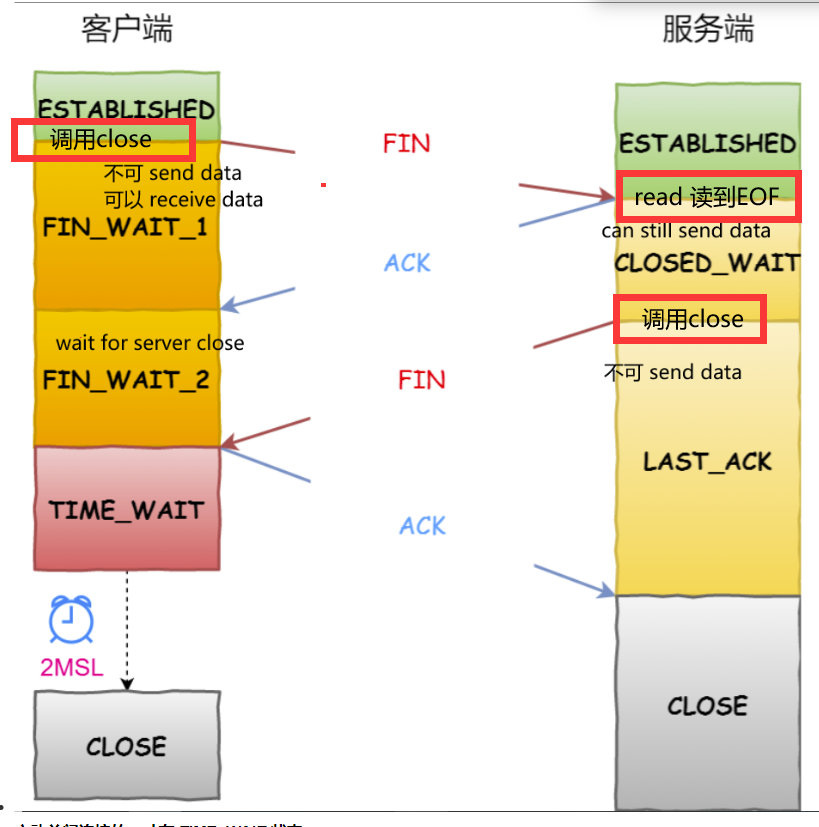 客户端
服务端
ESTABLISHED
调用close
FIN
ESTABLISHED
不可 send data
可以 receive data
read 读到EOF
FIN_WAIT_1
can still send data
ACK
CLOSED_WAIT
调用close
wait for server close
FIN_WAIT_2
FIN
不可 send data
LAST_ACK
TIME_WAIT
ACK
2MSL
CLOSE
CLOSE